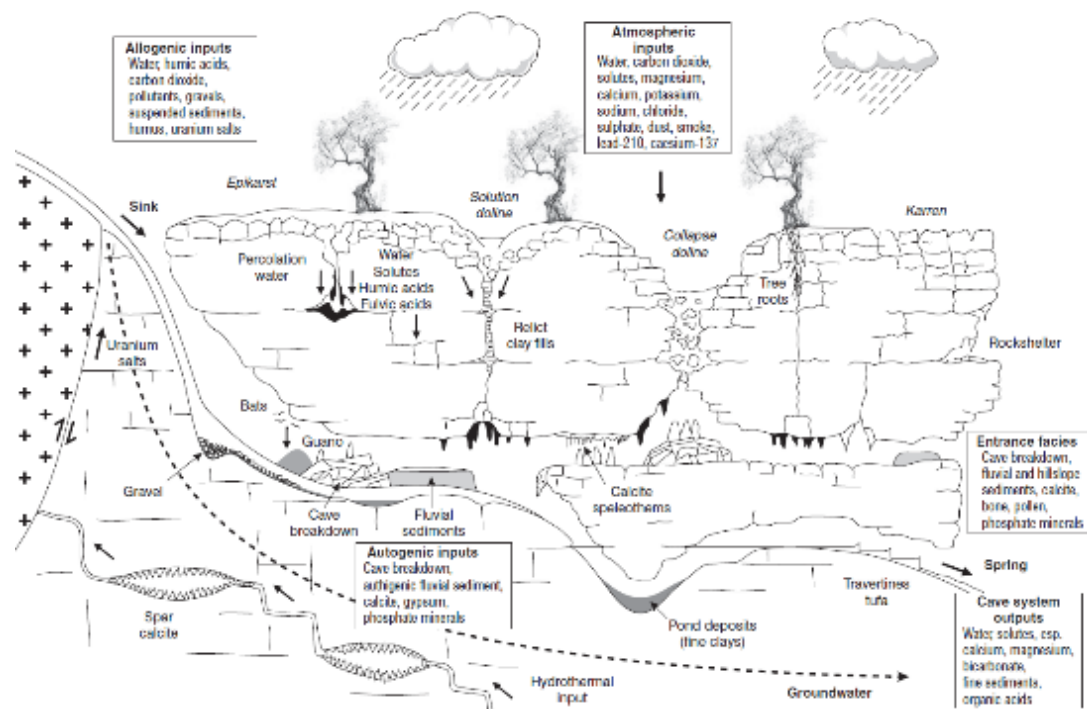 Allogenic inputs
Water, humic acids,
carbon dioxide,
pollutants, gravels,
suspended sediments,
humus, uranium salts
Atmospheric
inputs
Water, carbon dioxide,
solutes, magnesium,
calcium, potassium,
sodium, chloride,
sulphate, dust, smoke,
lead-210, caesium-137
Epikarst
Solution
doline
Karren
Sink
Collapse
doline
Percolation
water
Water
Solutes
Humic acids
Fulvic acids
Tree
roots
Relict
clay fills
Rockshelter
Uranium
salts
Bats
Guano
Entrance facies
Cave breakdown,
fluvial and hillslope
sediments, calcite,
bone, pollen,
phosphate minerals
Gravel
Cave
breakdown
Fluvial
sediments
Calcite
speleothems
Autogenic inputs
Cave breakdown,
authigenic fluvial sediment,
calcite, gypsum,
phosphate minerals
Spring
Travertinea
tufa
Spar
calcite
Pond deposits
(fine clays)
Cave system
outputs
Water, solutes, esp.
calcium, magnesium,
bicarbonate,
fine sediments,
organic acids
Hydrothermal
input
Groundwater